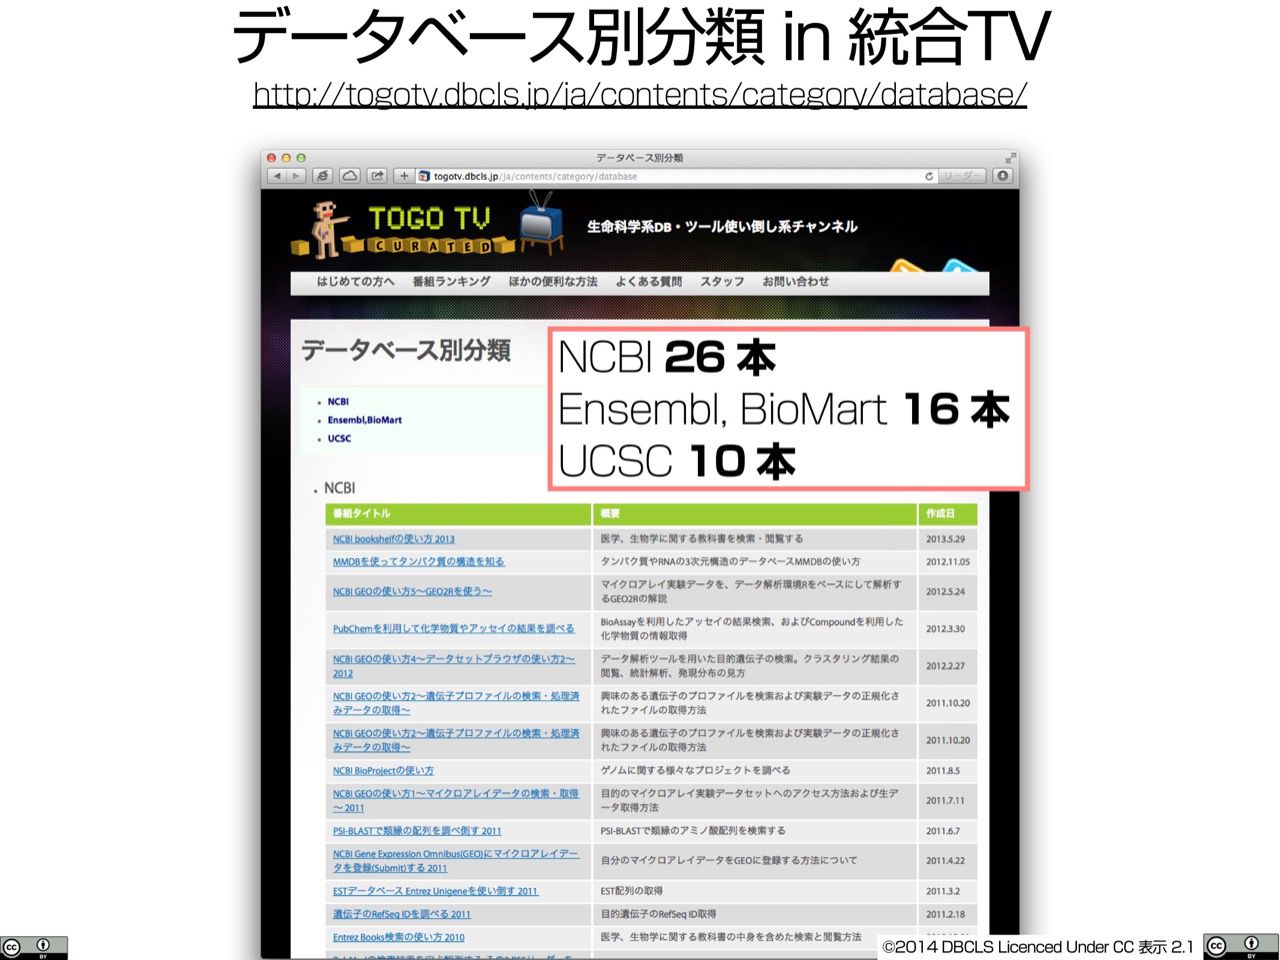 データベース別分類 in 統合TV
http://togotv.dbcls.jp/ja/contents/category/database/
データベース別分類
togotv.dbcls.jp/ja/contents/category/database
リーダー
TOGO TV
CURATED
生命科学系DB・ツール使い倒し系チャンネル
はじめての方へ 番組ランキング ほかの便利な方法 よくある質問 スタッフ お問い合わせ
データベース別分類
NCBI 26 本
Ensembl, BioMart 16 本
UCSC 10 本
• NCBI
• Ensembl,BioMart
• UCSC
• NCBI
番組タイトル 概要 作成日
NCBI bookshelfの使い方 2013 医学、生物学に関する教科書を検索・閲覧する 2013.5.29
MMDBを使ってタンパク質の構造を知る タンパク質やRNAの3次元構造のデータベースMMDBの使い方 2012.11.05
NCBI GEOの使い方5〜GEO2Rを使う〜 マイクロアレイ実験データを、データ解析環境Rをベースにして解析す
るGEO2Rの解説 2012.5.24
PubChemを利用して化学物質やアッセイの結果を調べる BioAssayを利用したアッセイの結果検索、およびCompoundを利用した
化学物質の情報取得 2012.3.30
NCBI GEOの使い方4〜データセットブラウザの使い方2〜 データ解析ツールを用いた目的遺伝子の検索。クラスタリング結果の
2012 閲覧、統計解析、発現分布の見方 2012.2.27
NCBI GEOの使い方2〜遺伝子プロファイルの検索・処理済 興味のある遺伝子のプロファイルを検索および実験データの正規化さ
みデータの取得〜 れたファイルの取得方法 2011.10.20
NCBI GEOの使い方2〜遺伝子プロファイルの検索・処理済 興味のある遺伝子のプロファイルを検索および実験データの正規化さ
みデータの取得〜 れたファイルの取得方法 2011.10.20
NCBI BioProjectの使い方 ゲノムに関する様々なプロジェクトを調べる 2011.8.5
NCBI GEOの使い方1〜マイクロアレイデータの検索・取得 目的のマイクロアレイ実験データセットへのアクセス方法および生デ
〜 2011 ータ取得方法 2011.7.11
PSI-BLASTで類縁の配列を調べ倒す 2011 PSI-BLASTで類縁のアミノ酸配列を検索する 2011.6.7
NCBI Gene Expression Omnibus(GEO)にマイクロアレイデー
タを登録(Submit)する 2011 自分のマイクロアレイデータをGEOに登録する方法について 2011.4.22
ESTデータベース Entrez Unigeneを使い倒す 2011 EST配列の取得 2011.3.2
遺伝子のRefSeq IDを調べる 2011 目的遺伝子のRefSeq ID取得 2011.2.18
Entrez Books検索の使い方 2010 医学、生物学に関する教科書の中身を含めた検索と閲覧方法
©2014 DBCLS Licenced Under CC 表示 2.1
cc BY
cc BY